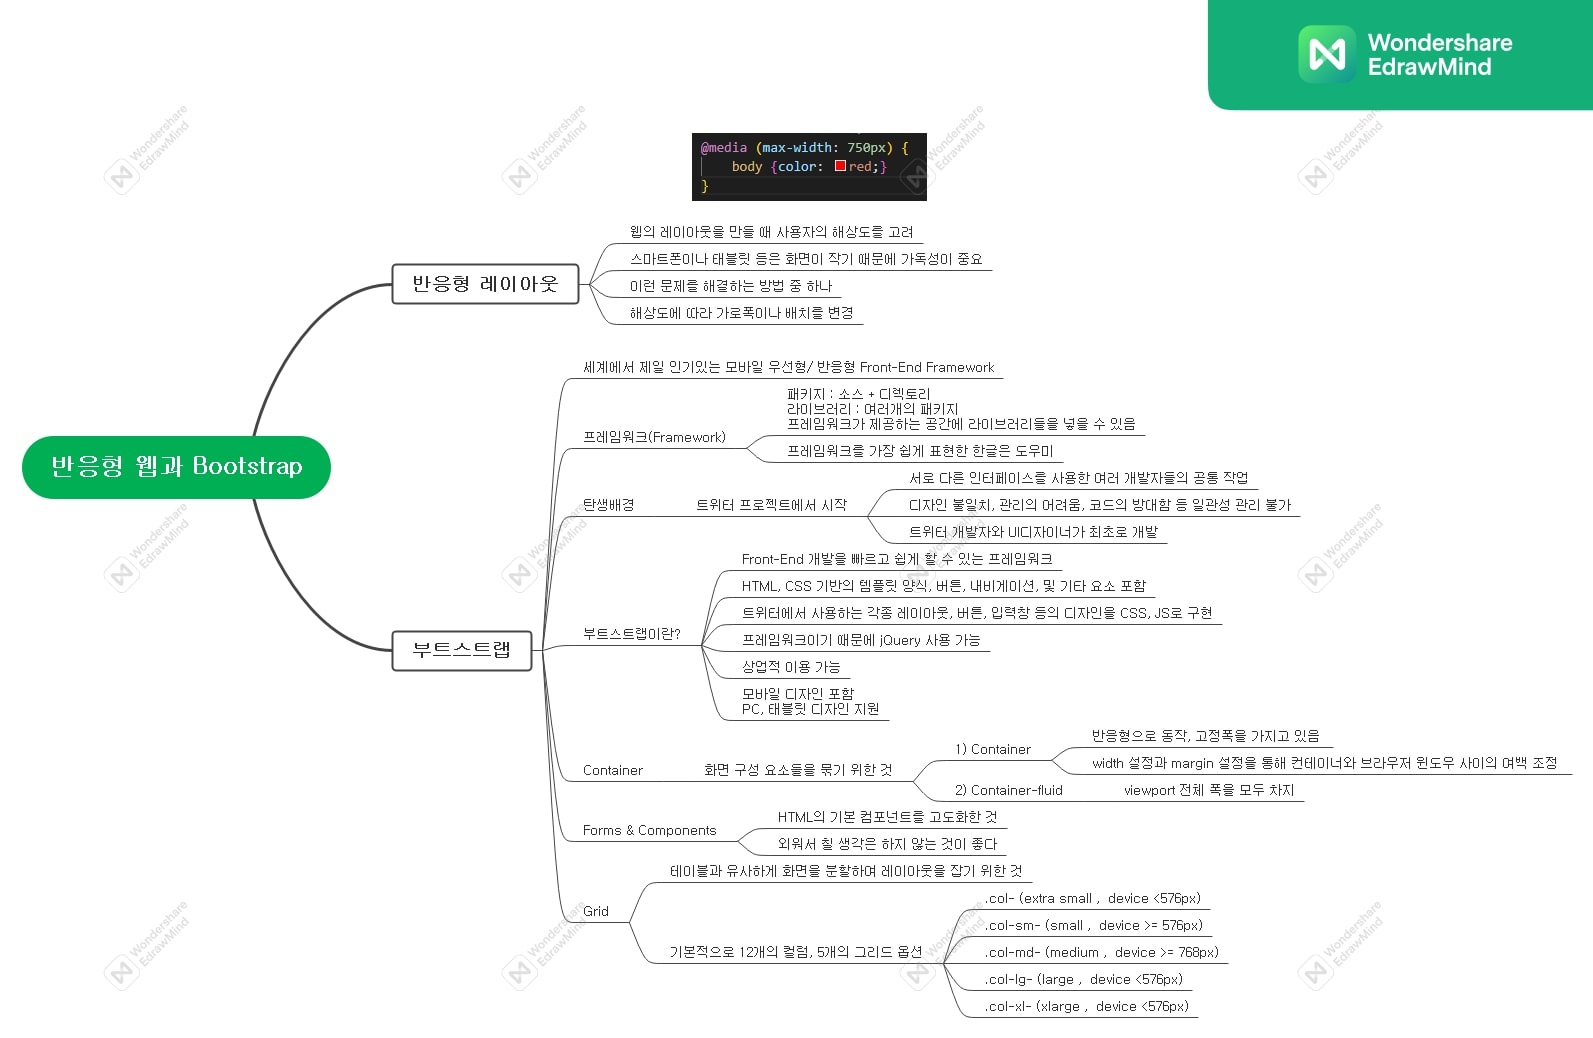 Wondershare
EdrawMind
@media (max-width: 750px) {
body {color: red;}
}
반응형 웹과 Bootstrap
반응형 레이아웃
웹의 레이아웃을 만들 때 사용자의 해상도를 고려
스마트폰이나 태블릿 등은 화면이 작기 때문에 가독성이 중요
이런 문제를 해결하는 방법 중 하나
해상도에 따라 가로폭이나 배치를 변경
부트스트랩
세계에서 제일 인기있는 모바일 우선형/ 반응형 Front-End Framework
프레임워크(Framework)
패키지 : 소스 + 디렉토리
라이브러리 : 여러개의 패키지
프레임워크가 제공하는 공간에 라이브러리들을 넣을 수 있음
프레임워크를 가장 쉽게 표현한 한글은 도우미
탄생배경
트위터 프로젝트에서 시작
서로 다른 인터페이스를 사용한 여러 개발자들의 공통 작업
디자인 불일치, 관리의 어려움, 코드의 방대함 등 일관성 관리 불가
트위터 개발자와 UI디자이너가 최초로 개발
부트스트랩이란?
Front-End 개발을 빠르고 쉽게 할 수 있는 프레임워크
HTML, CSS 기반의 템플릿 양식, 버튼, 내비게이션, 및 기타 요소 포함
트위터에서 사용하는 각종 레이아웃, 버튼, 입력창 등의 디자인을 CSS, JS로 구현
프레임워크이기 때문에 jQuery 사용 가능
상업적 이용 가능
모바일 디자인 포함
PC, 태블릿 디자인 지원
Container
화면 구성 요소들을 묶기 위한 것
1) Container
반응형으로 동작, 고정폭을 가지고 있음
width 설정과 margin 설정을 통해 컨테이너와 브라우저 윈도우 사이의 여백 조정
2) Container-fluid
viewport 전체 폭을 모두 차지
Forms & Components
HTML의 기본 컴포넌트를 고도화한 것
외워서 칠 생각은 하지 않는 것이 좋다
Grid
테이블과 유사하게 화면을 분할하며 레이아웃을 잡기 위한 것
기본적으로 12개의 컬럼, 5개의 그리드 옵션
.col- (extra small , device <576px)
.col-sm- (small , device >= 576px)
.col-md- (medium , device >= 768px)
.col-lg- (large , device <576px)
.col-xl- (xlarge , device <576px)